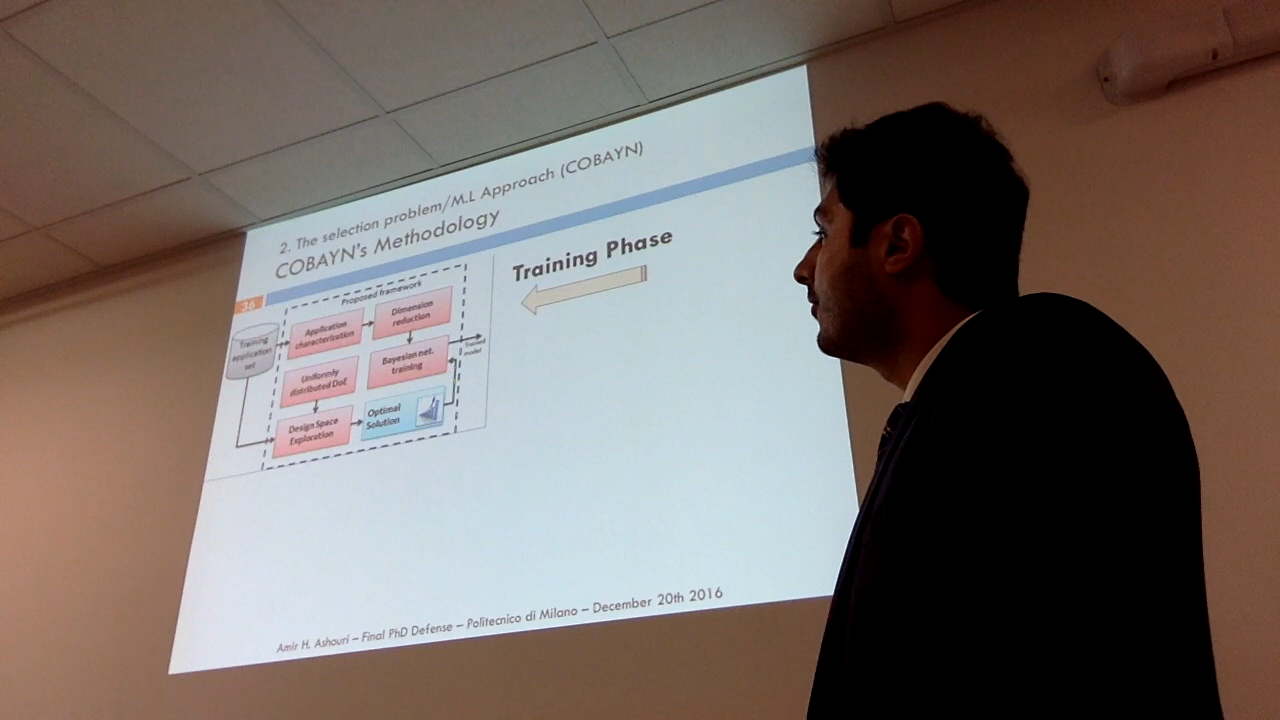 2. The selection problem/M.L Approach (COBAYN)
COBAYN's Methodology
36
Training Phase
Proposed framework
Training
application
set
Application
characterization
Dimension
reduction
Uniformly
distributed DoE
Bayesian net.
training
Trained
model
Design Space
Exploration
Optimal
Solution
Amir H. Ashouri – Final PhD Defense – Politecnico di Milano – December 20th 2016